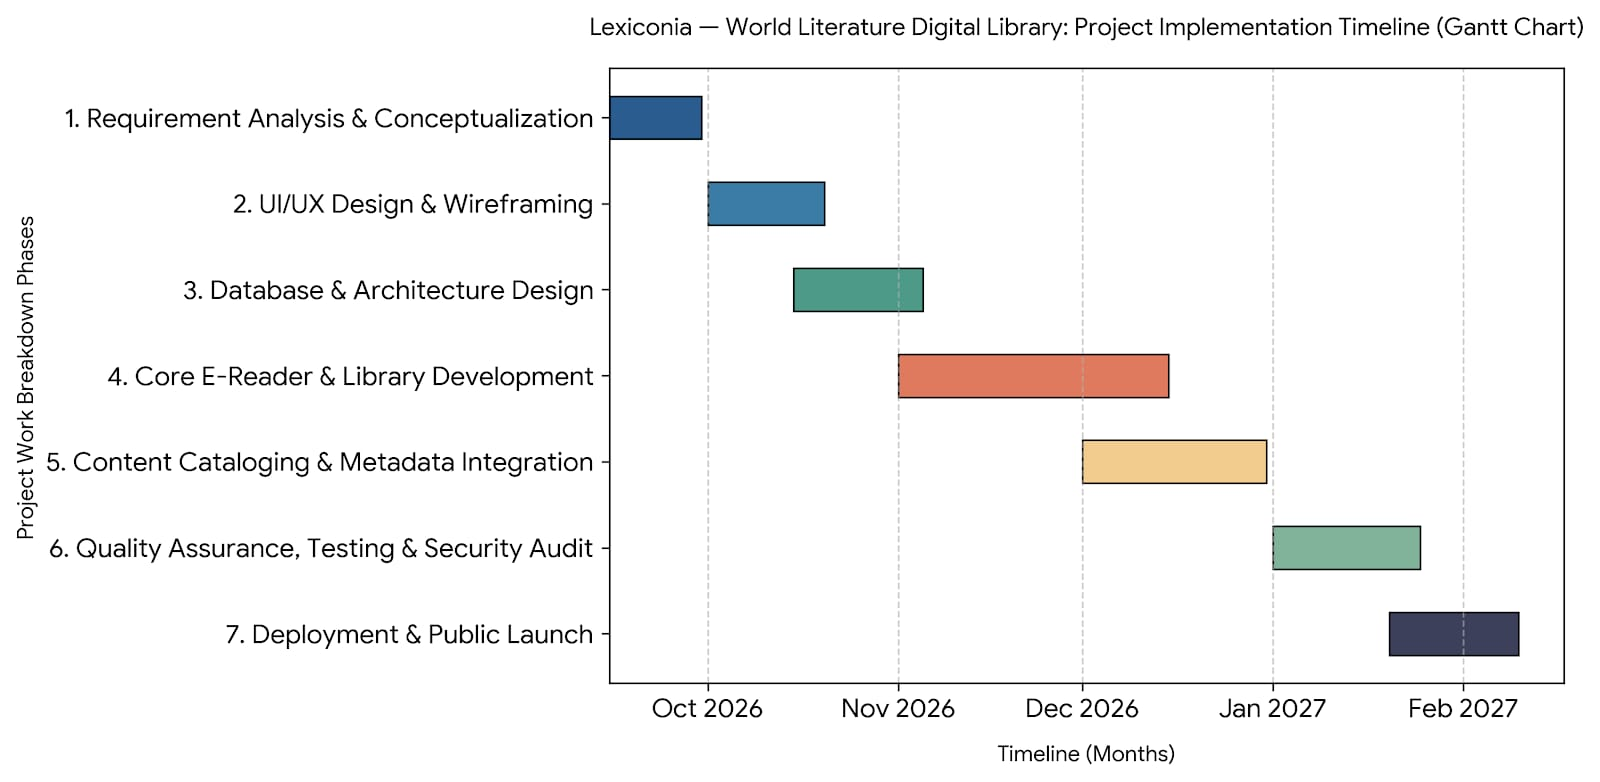 Lexiconia — World Literature Digital Library: Project Implementation Timeline (Gantt Chart)
Project Work Breakdown Phases
1. Requirement Analysis & Conceptualization
2. UI/UX Design & Wireframing
3. Database & Architecture Design
4. Core E-Reader & Library Development
5. Content Cataloging & Metadata Integration
6. Quality Assurance, Testing & Security Audit
7. Deployment & Public Launch
Oct 2026 Nov 2026 Dec 2026 Jan 2027 Feb 2027
Timeline (Months)